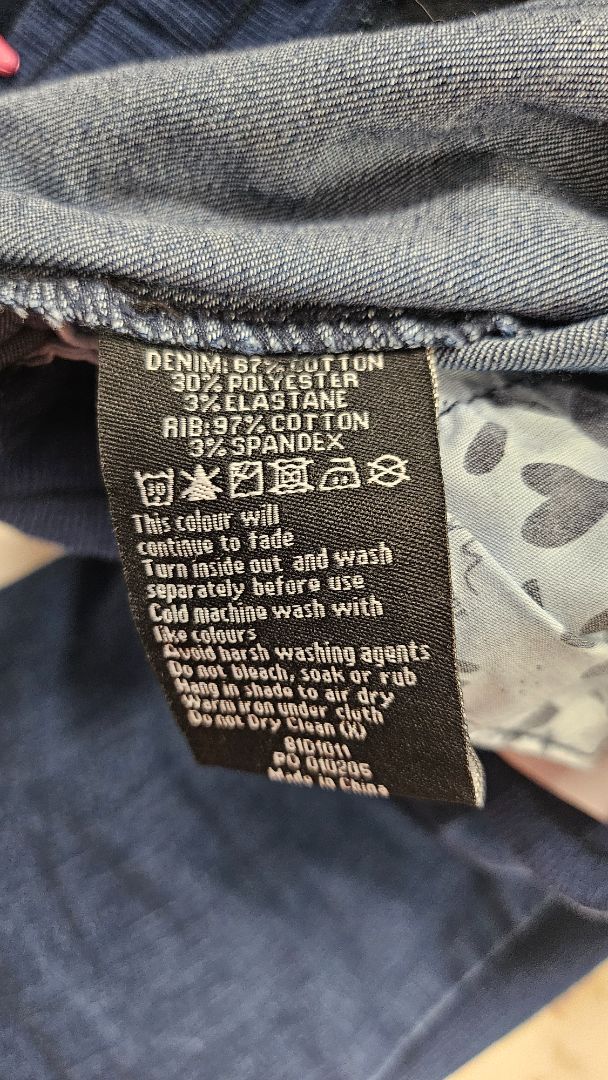 DENIM: 67% COTTON
30% POLYESTER
3% ELASTANE
RIB: 97% COTTON
3% SPANDEX
30
This colour will
continue to fade
Turn inside out and wash
separately before use
Cold machine wash with
like colours
Avoid harsh washing agents
Do not bleach, soak or rub
Hang in shade to air dry
Warm iron under cloth
Do not Dry Clean (X)
81D1011
PO 010205
Made in China